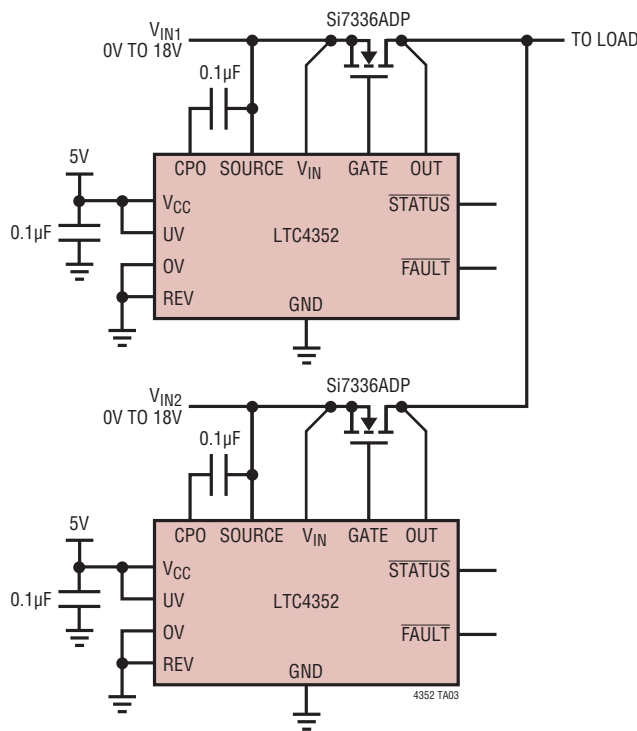 Si7336ADP
VIN1
0V TO 18V
TO LOAD
0.1µF
5V
CPO SOURCE VIN GATE OUT
VCC
STATUS
0.1µF
UV
LTC4352
OV
FAULT
REV
GND
Si7336ADP
VIN2
0V TO 18V
0.1µF
5V
CPO SOURCE VIN GATE OUT
VCC
STATUS
0.1µF
UV
LTC4352
OV
FAULT
REV
GND
4352 TA03